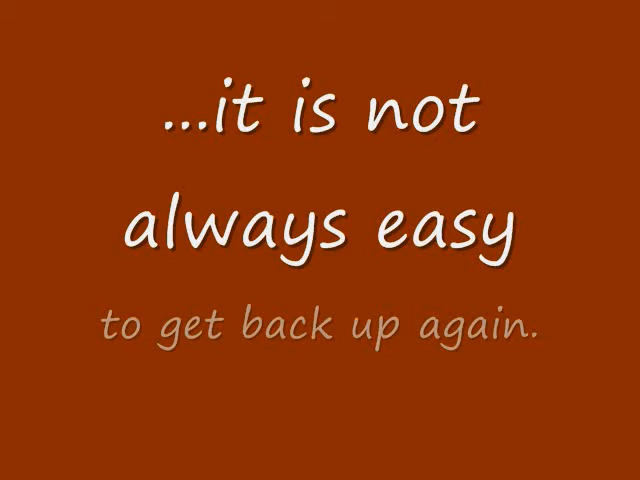 ...it is not
always easy
to get back up again.